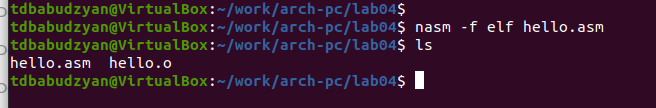 tdbabudzyan@VirtualBox:~/work/arch-pc/lab04$
tdbabudzyan@VirtualBox:~/work/arch-pc/lab04$ nasm -f elf hello.asm
tdbabudzyan@VirtualBox:~/work/arch-pc/lab04$ ls
hello.asm  hello.o
tdbabudzyan@VirtualBox:~/work/arch-pc/lab04$